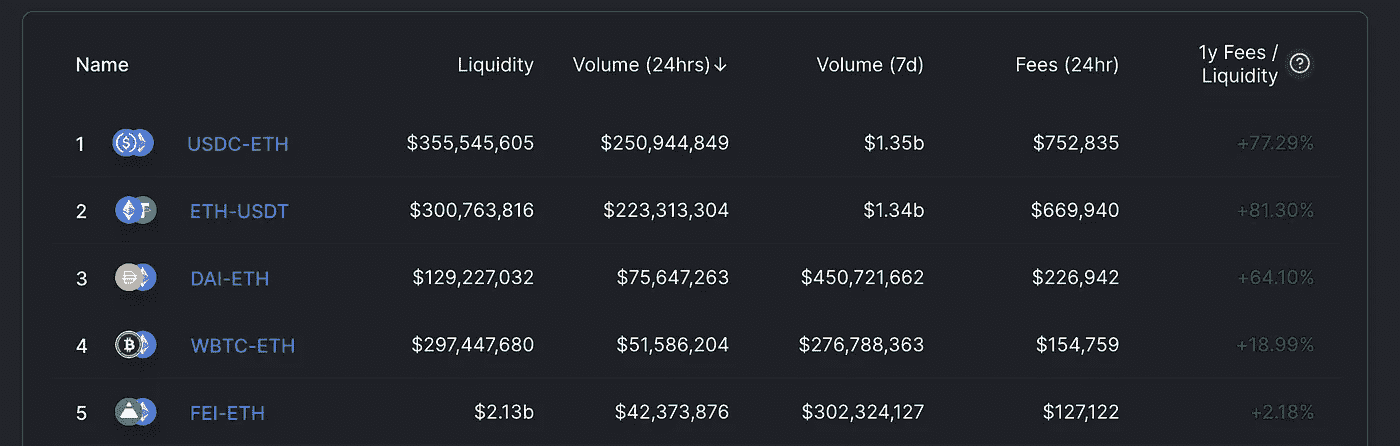 Name Liquidity Volume (24hrs)↓ Volume (7d) Fees (24hr) 1y Fees /
Liquidity ?
1 USDC-ETH $355,545,605 $250,944,849 $1.35b $752,835 +77.29%
2 ETH-USDT $300,763,816 $223,313,304 $1.34b $669,940 +81.30%
3 DAI-ETH $129,227,032 $75,647,263 $450,721,662 $226,942 +64.10%
4 WBTC-ETH $297,447,680 $51,586,204 $276,788,363 $154,759 +18.99%
5 FEI-ETH $2.13b $42,373,876 $302,324,127 $127,122 +2.18%